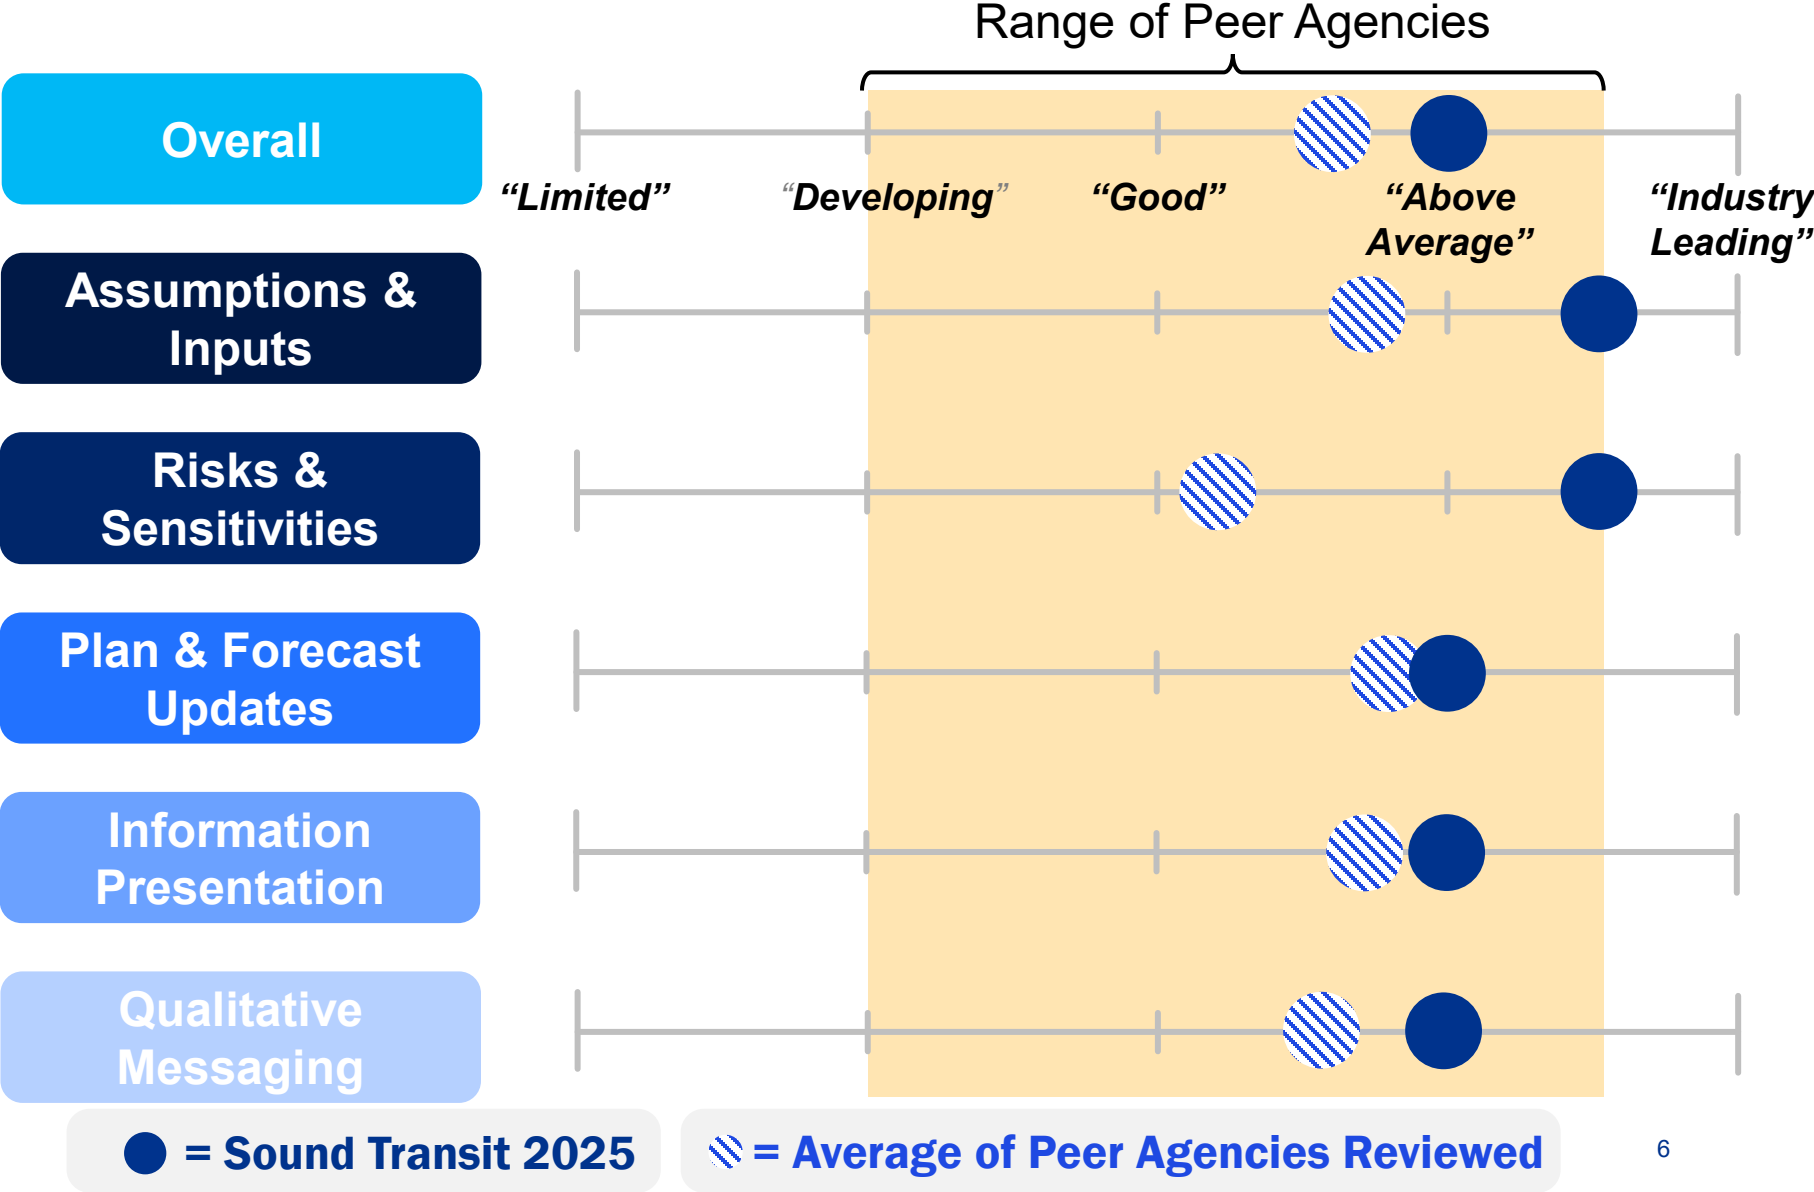 Range of Peer Agencies
Overall
“Limited”
“Developing”
“Good”
“Above
Average”
“Industry
Leading”
Assumptions &
Inputs
Risks &
Sensitivities
Plan & Forecast
Updates
Information
Presentation
Qualitative
Messaging
= Sound Transit 2025
= Average of Peer Agencies Reviewed
6